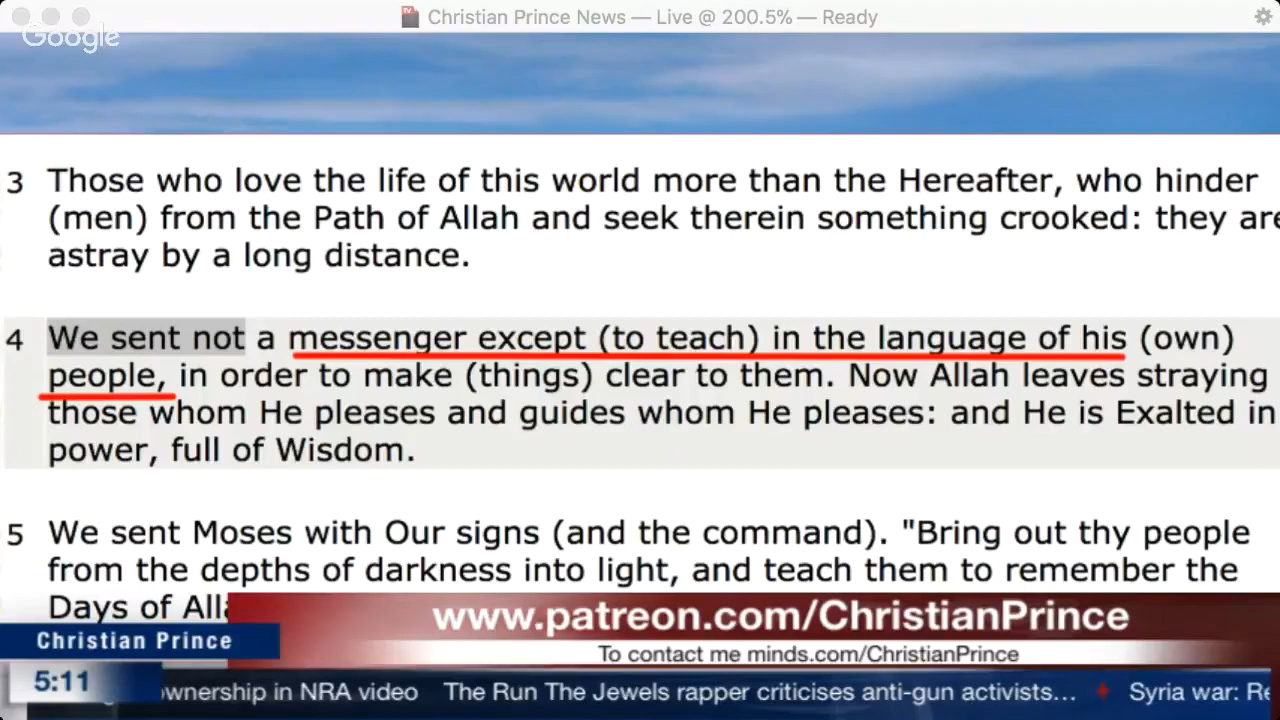 Christian Prince News — Live @ 200.5% — Ready
Google
3 Those who love the life of this world more than the Hereafter, who hinder
(men) from the Path of Allah and seek therein something crooked: they are
astray by a long distance.
4 We sent not a messenger except (to teach) in the language of his (own)
people, in order to make (things) clear to them. Now Allah leaves straying
those whom He pleases and guides whom He pleases: and He is Exalted in
power, full of Wisdom.
5 We sent Moses with Our signs (and the command). "Bring out thy people
from the depths of darkness into light, and teach them to remember the
Days of Alla
www.patreon.com/ChristianPrince
Christian Prince
To contact me minds.com/ChristianPrince
5:11
wnership in NRA video The Run The Jewels rapper criticises anti-gun activists... Syria war: Re